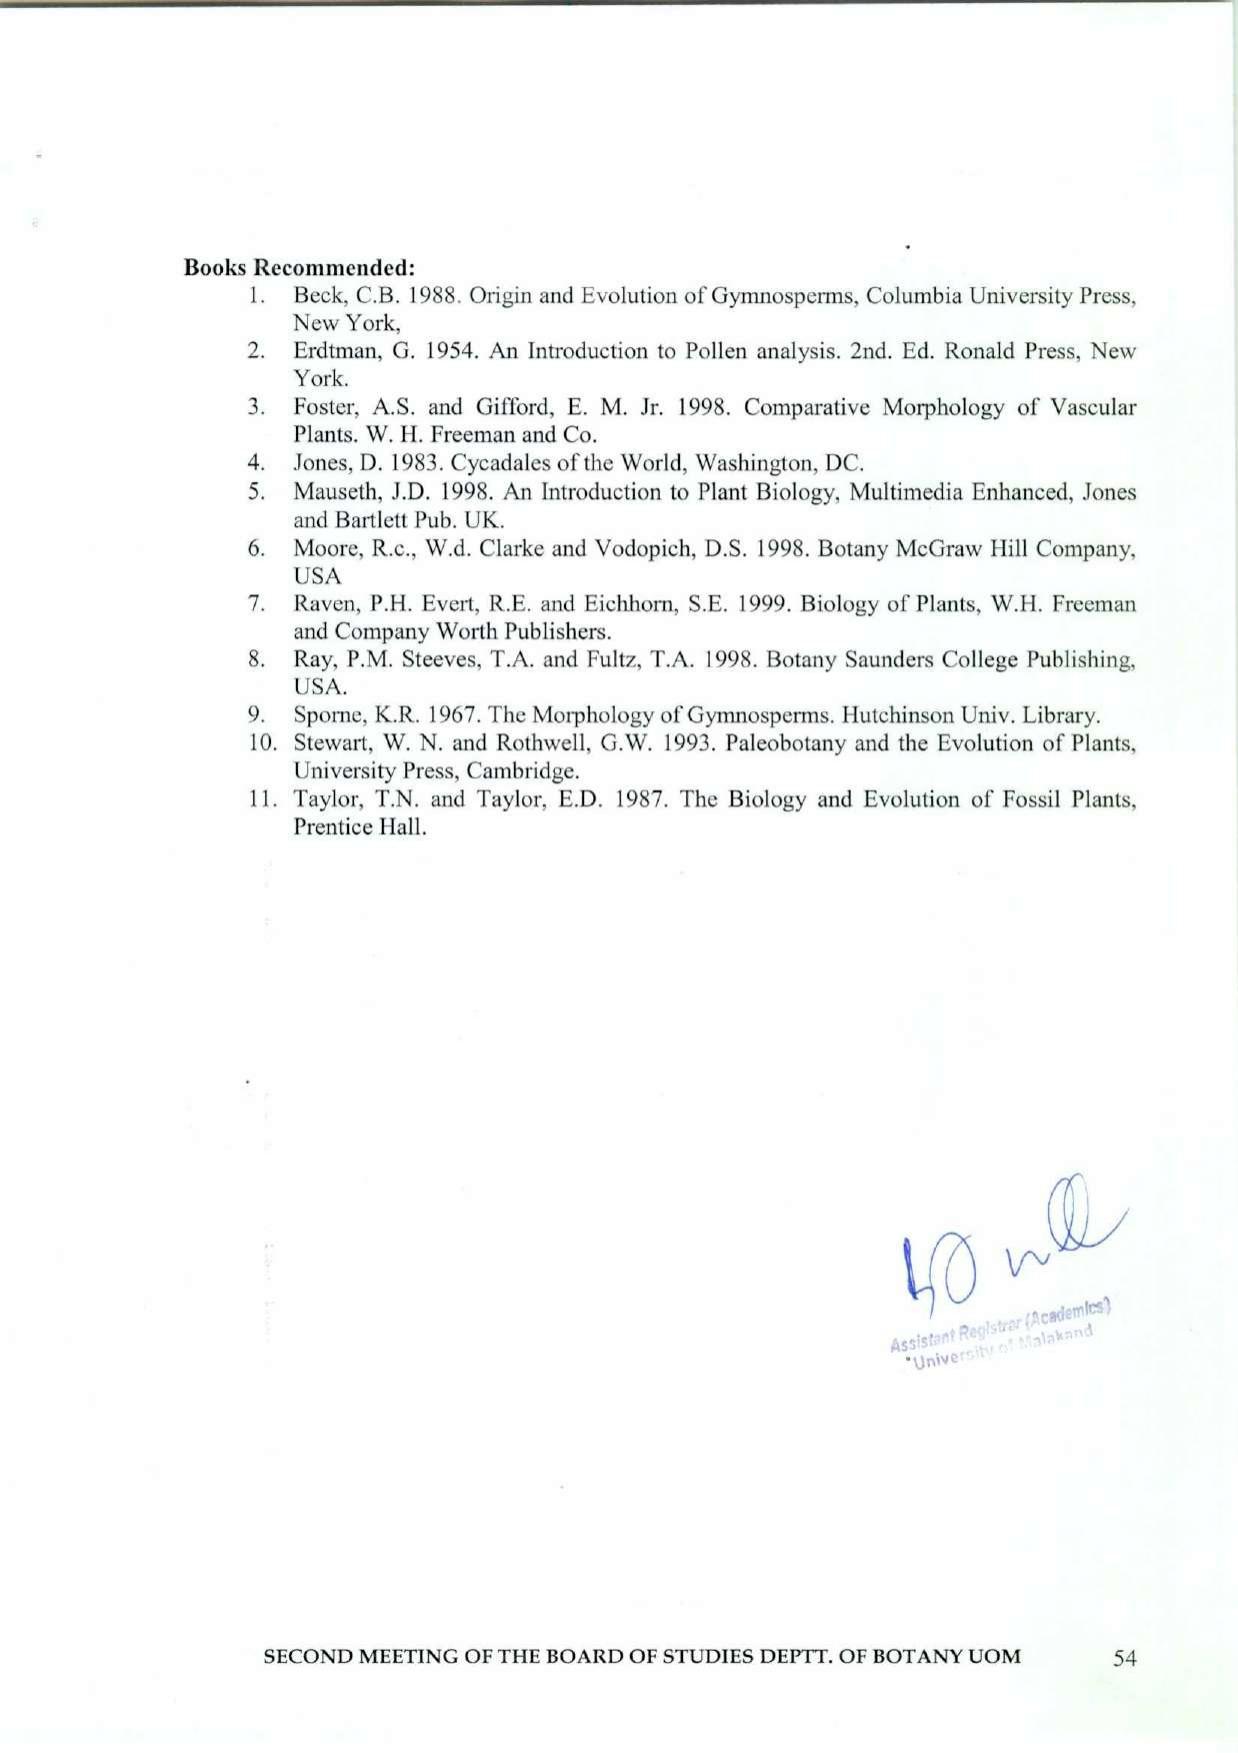 Books Recommended:
1. Beck, C.B. 1988. Origin and Evolution of Gymnosperms, Columbia University Press,
New York,
2. Erdtman, G. 1954. An Introduction to Pollen analysis. 2nd. Ed. Ronald Press, New
York.
3. Foster, A.S. and Gifford, E. M. Jr. 1998. Comparative Morphology of Vascular
Plants. W. H. Freeman and Co.
4. Jones, D. 1983. Cycadales of the World, Washington, DC.
5. Mauseth, J.D. 1998. An Introduction to Plant Biology, Multimedia Enhanced, Jones
and Bartlett Pub. UK.
6. Moore, R.c., W.d. Clarke and Vodopich, D.S. 1998. Botany McGraw Hill Company,
USA
7. Raven, P.H. Evert, R.E. and Eichhorn, S.E. 1999. Biology of Plants, W.H. Freeman
and Company Worth Publishers.
8. Ray, P.M. Steeves, T.A. and Fultz, T.A. 1998. Botany Saunders College Publishing,
USA.
9. Sporne, K.R. 1967. The Morphology of Gymnosperms. Hutchinson Univ. Library.
10. Stewart, W. N. and Rothwell, G.W. 1993. Paleobotany and the Evolution of Plants,
University Press, Cambridge.
11. Taylor, T.N. and Taylor, E.D. 1987. The Biology and Evolution of Fossil Plants,
Prentice Hall.
Assistant Registrar (Academics)
University of Malakand
SECOND MEETING OF THE BOARD OF STUDIES DEPTT. OF BOTANY UOM 54